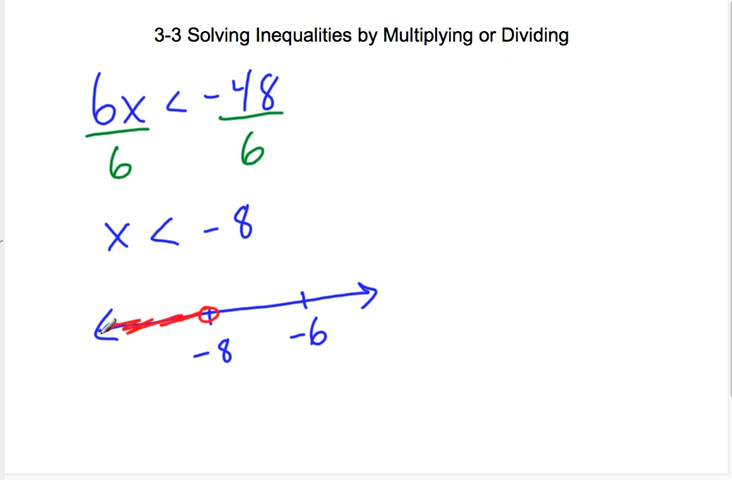 3-3 Solving Inequalities by Multiplying or Dividing
6x < -48
6 6
x < -8
-8 -6